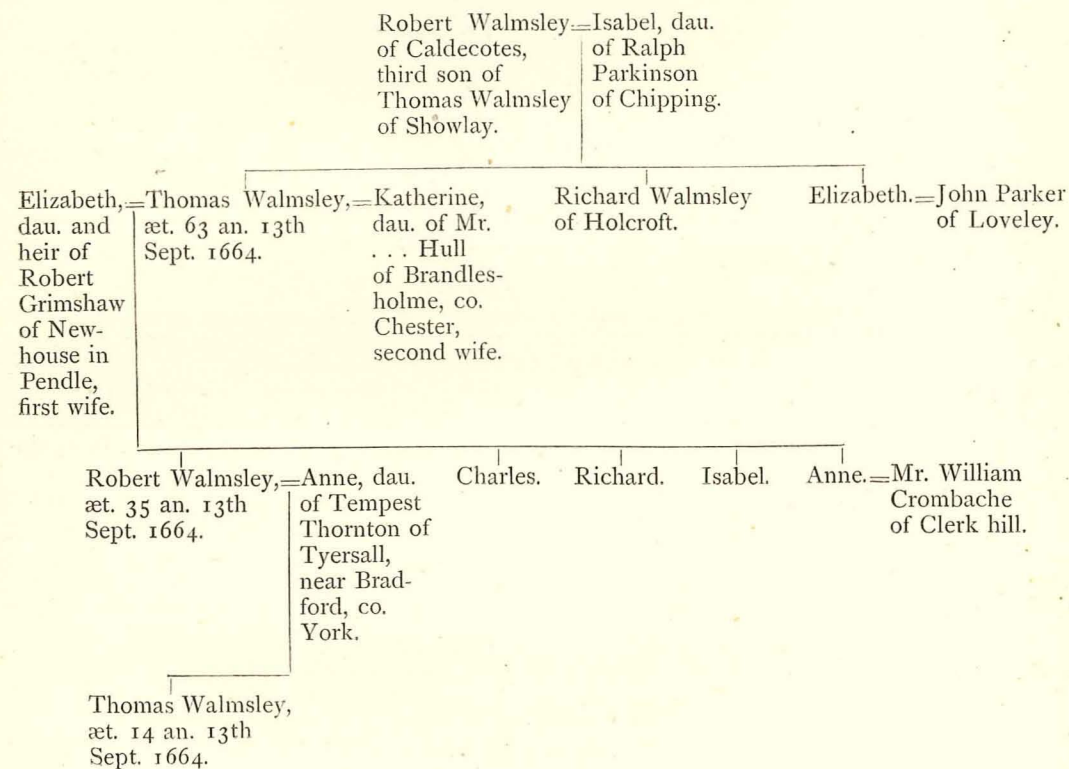 Robert Walmsley=Isabel, dau.
of Caldecotes,
third son of
Thomas Walmsley
of Showlay.
of Ralph
Parkinson
of Chipping.
Elizabeth,=Thomas Walmsley,=Katherine,
dau. and
heir of
Robert
Grimshaw
of New-
house in
Pendle,
first wife.
æt. 63 an. 13th
Sept. 1664.
dau. of Mr.
. . . Hull
of Brandles-
holme, co.
Chester,
second wife.
Richard Walmsley
of Holcroft.
Elizabeth.=John Parker
of Loveley.
Robert Walmsley,=Anne, dau.
æt. 35 an. 13th
Sept. 1664.
of Tempest
Thornton of
Tyersall,
near Brad-
ford, co.
York.
Charles.
Richard.
Isabel.
Anne.=Mr. William
Crombache
of Clerk hill.
Thomas Walmsley,
æt. 14 an. 13th
Sept. 1664.